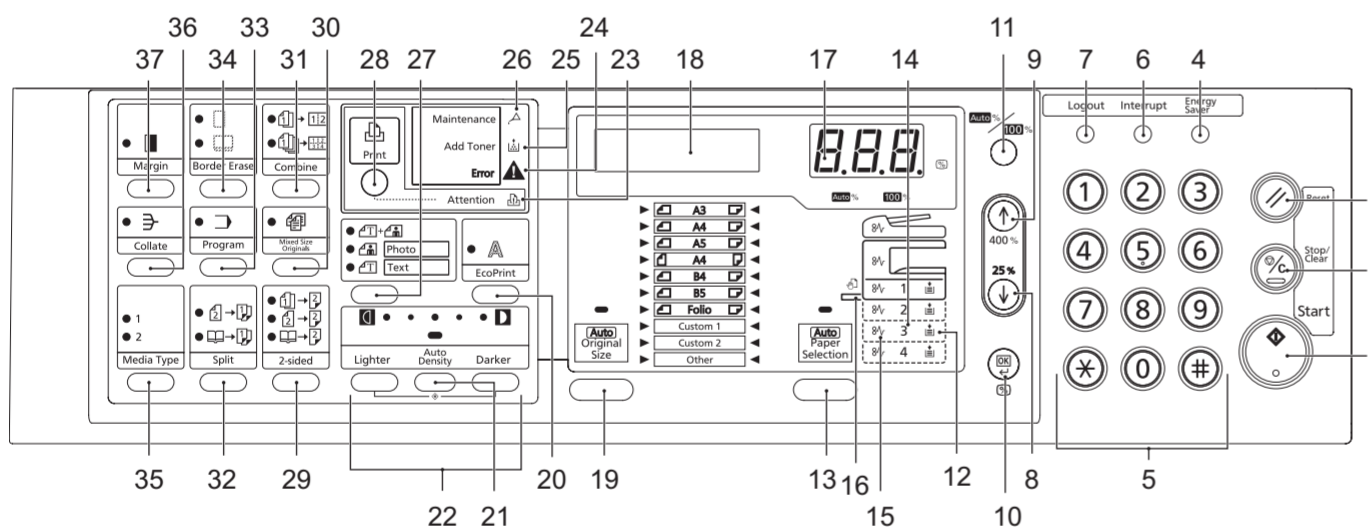 36 33 30 24 11
37 34 31 28 27 26 25 23 18 17 14 9 7 6 4
Logout Interrupt Energy Saver
Margin
Border Erase
Combine
1 2
Collate
Program
Mixed Size Originals
1
2
Media Type
Split
2-sided
Print
Maintenance
Add Toner
Error
Attention
T +
Photo
T Text
A
EcoPrint
Lighter
Auto Density
Darker
8.8.8.
%
Auto % 100 %
A3
A4
A5
A4
B4
B5
Folio
Custom 1
Custom 2
Other
Auto
Original
Size
Auto
Paper
Selection
1
2
3
4
Auto % / 100 %
400 %
25 %
OK
%
1 2 3
4 5 6
7 8 9
* 0 #
Reset
Stop/
Clear
/C
Start
35 32 29 22 21 20 19 13 16 15 12 10 8 5